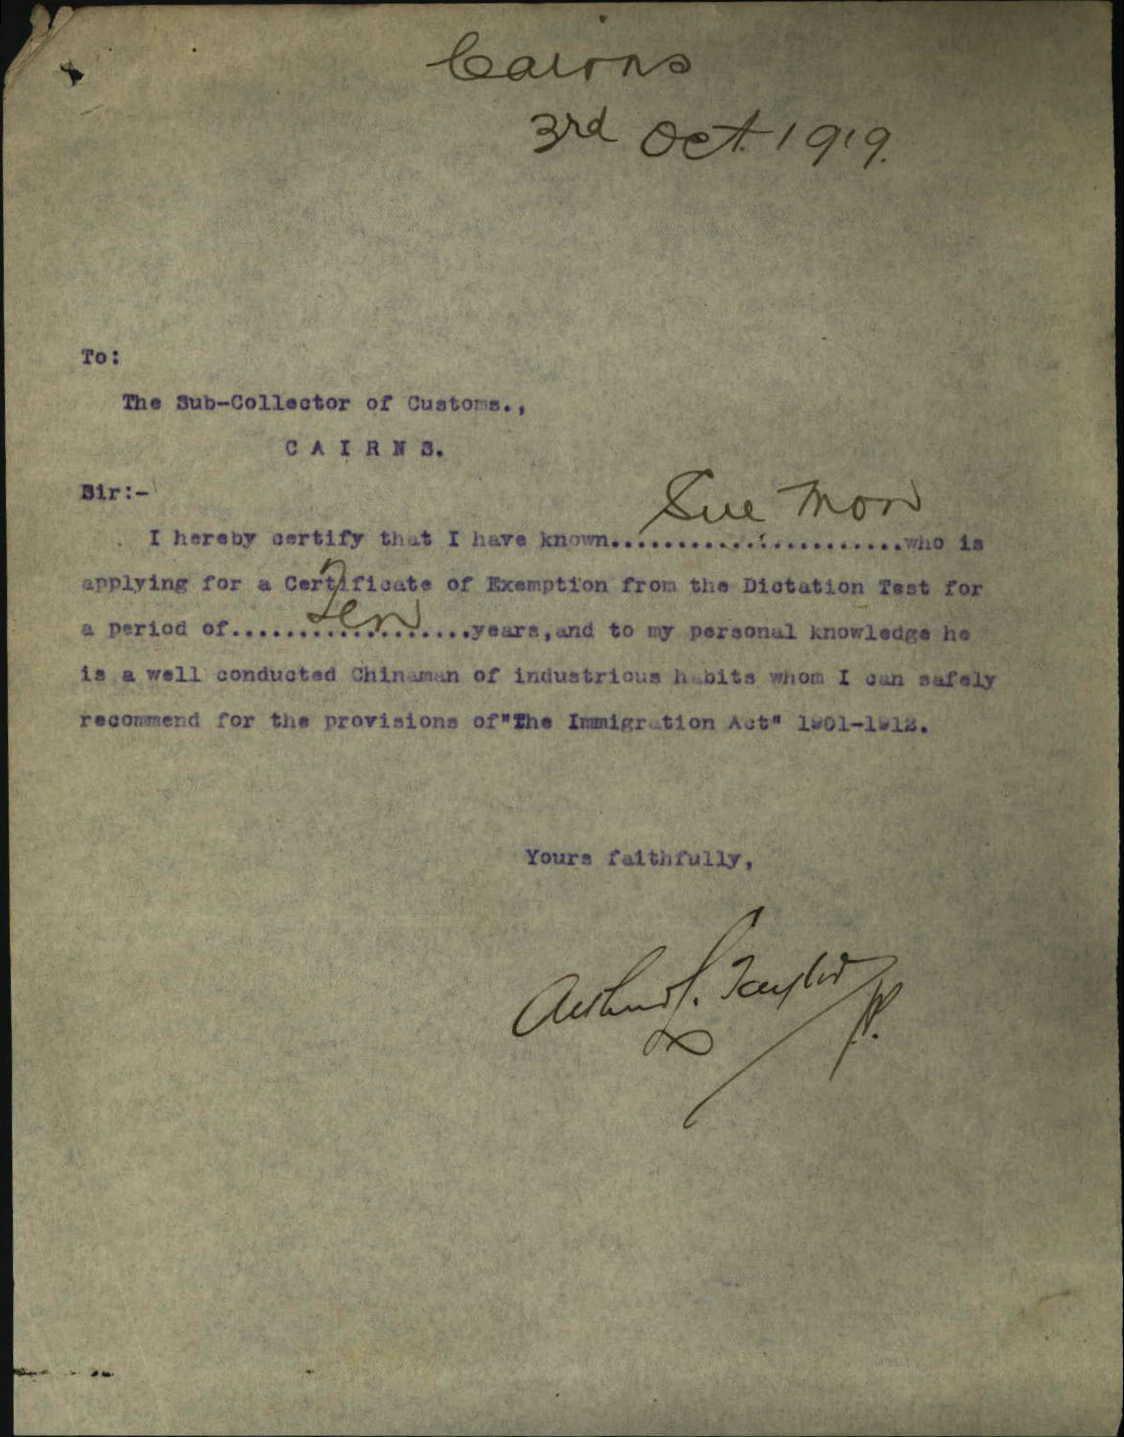 Cairns
3rd Oct. 1919.
To:
The Sub-Collector of Customs.,
C A I R N S.
Sir:-
Sue Mon
I hereby certify that I have known........................who is
applying for a Certificate of Exemption from the Dictation Test for
Ten
a period of..................years,and to my personal knowledge he
is a well conducted Chinaman of industrious habits whom I can safely
recommend for the provisions of"The Immigration Act" 1901-1912.
Yours faithfully,
Arthur J. Taylor J.P.